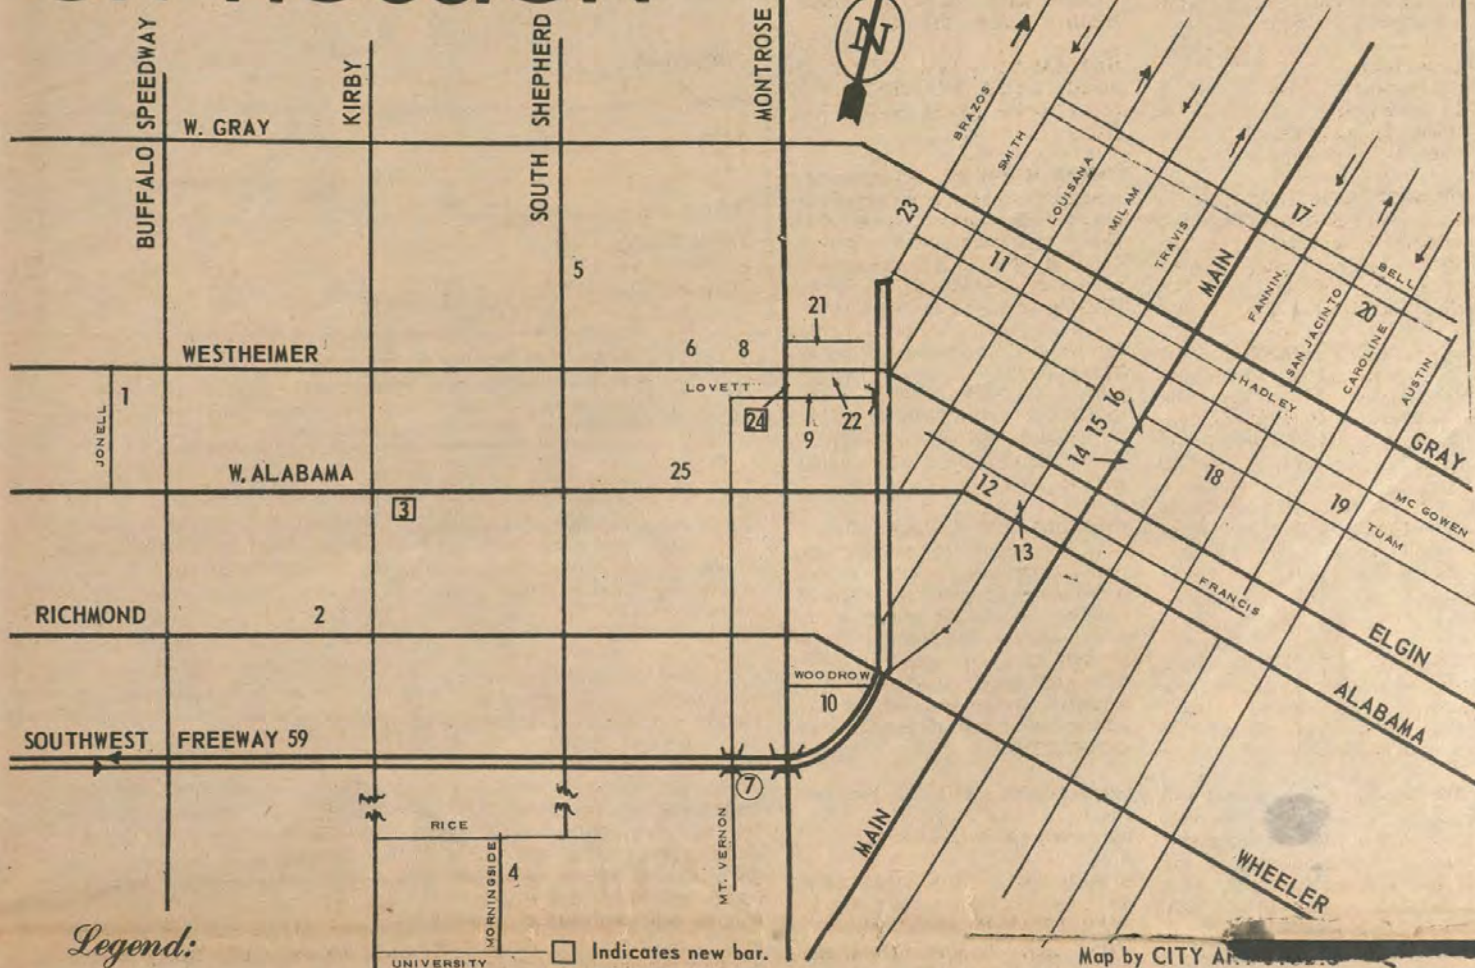 BUFFALO SPEEDWAY
KIRBY
SOUTH SHEPHERD
MONTROSE
N
W. GRAY
BRAZOS
SMITH
LOUISANA
MILAM
TRAVIS
MAIN
FANNIN
SAN JACINTO
CAROLINE
AUSTIN
BELL
17
20
23
11
5
21
WESTHEIMER
6
8
LOVETT
HADLEY
GRAY
1
JONELL
24
9
22
16
15
14
18
19
MC GOWEN
TUAM
W. ALABAMA
25
3
12
13
FRANCIS
ELGIN
ALABAMA
RICHMOND
2
WOODROW
10
SOUTHWEST FREEWAY 59
7
RICE
MORNINGSIDE
4
MT. VERNON
MAIN
WHEELER
Legend:
UNIVERSITY
Indicates new bar.
Map by CITY